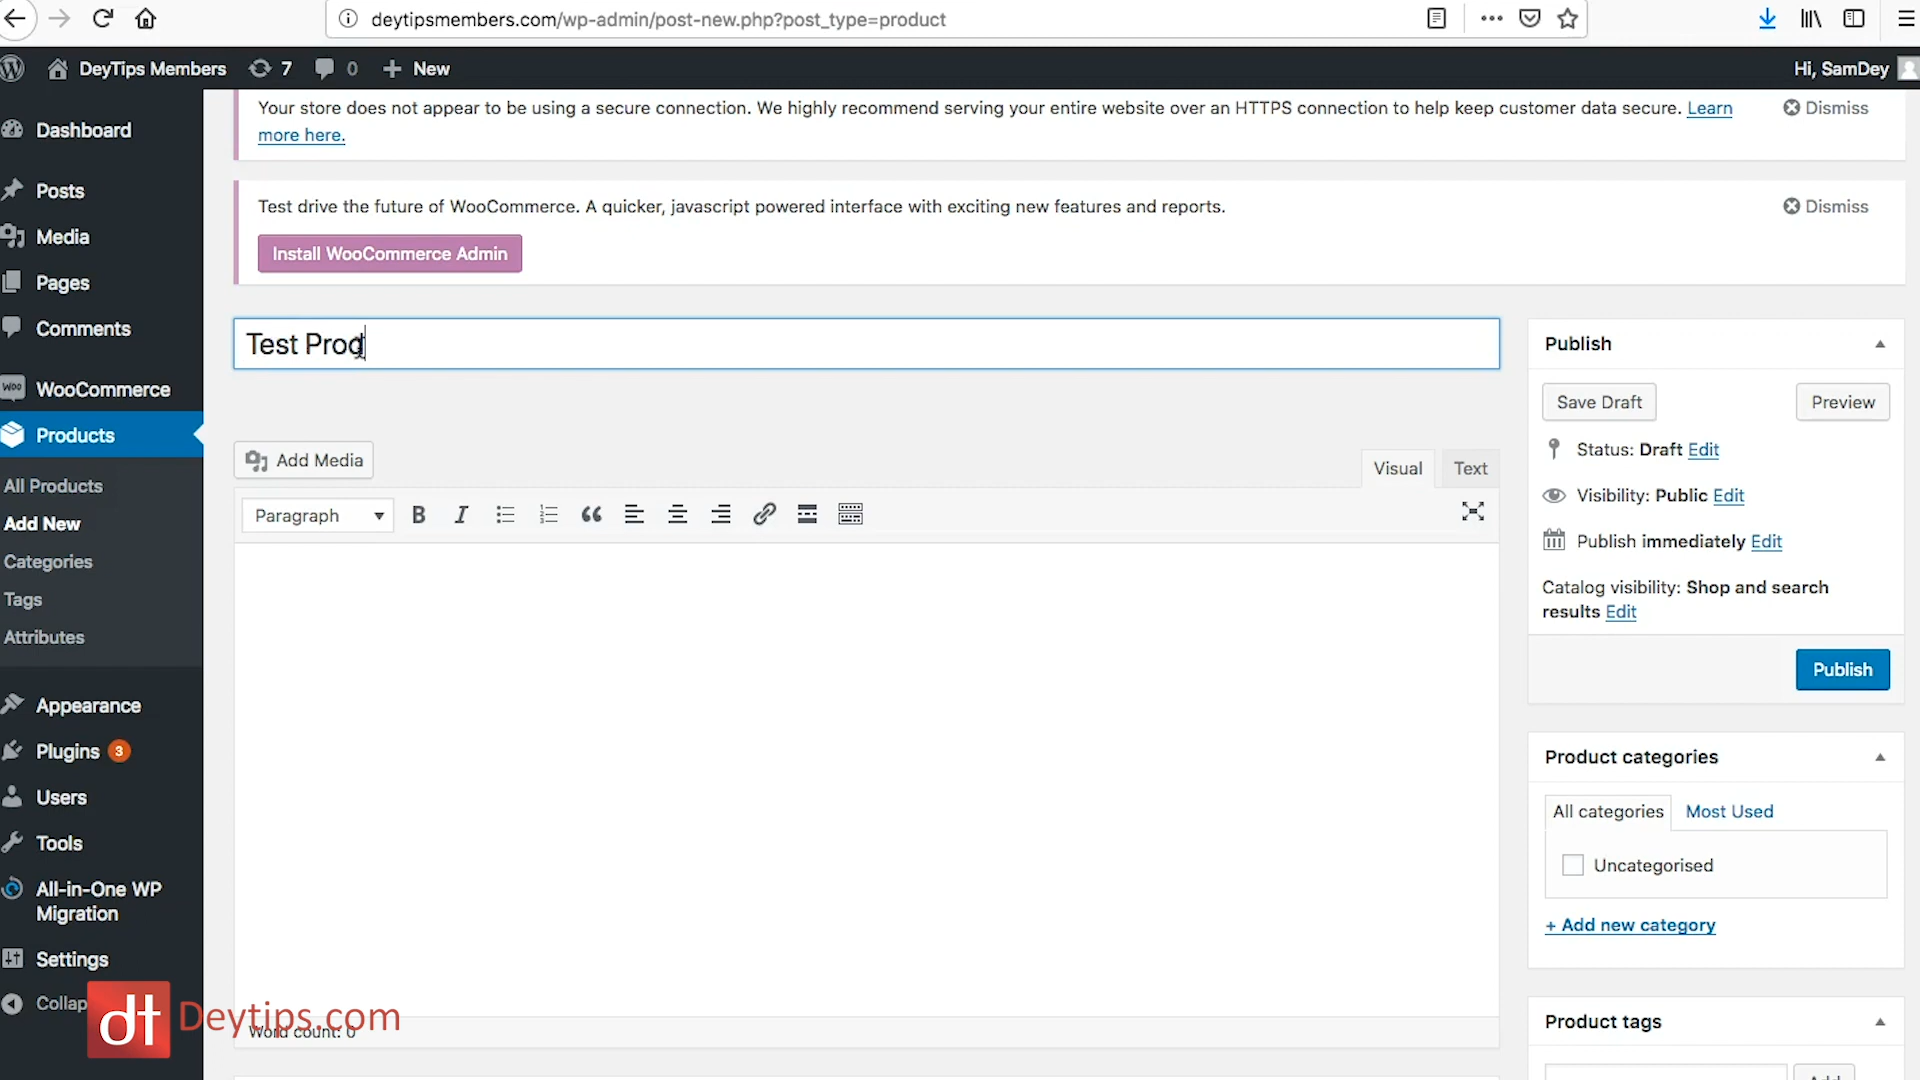 deytipsmembers.com/wp-admin/post-new.php?post_type=product
DeyTips Members 7 0 + New Hi, SamDey
Dashboard
Posts
Media
Pages
Comments
woo WooCommerce
Products
All Products
Add New
Categories
Tags
Attributes
Appearance
Plugins 3
Users
Tools
All-in-One WP
Migration
Settings
Collap
Your store does not appear to be using a secure connection. We highly recommend serving your entire website over an HTTPS connection to help keep customer data secure. Learn
more here.
Dismiss
Test drive the future of WooCommerce. A quicker, javascript powered interface with exciting new features and reports.
Dismiss
Install WooCommerce Admin
Test Prod
Add Media
Visual Text
Paragraph B I
Word count: 0
Publish
Save Draft Preview
Status: Draft Edit
Visibility: Public Edit
Publish immediately Edit
Catalog visibility: Shop and search
results Edit
Publish
Product categories
All categories Most Used
Uncategorised
+ Add new category
Product tags
Add
dt Deytips.com